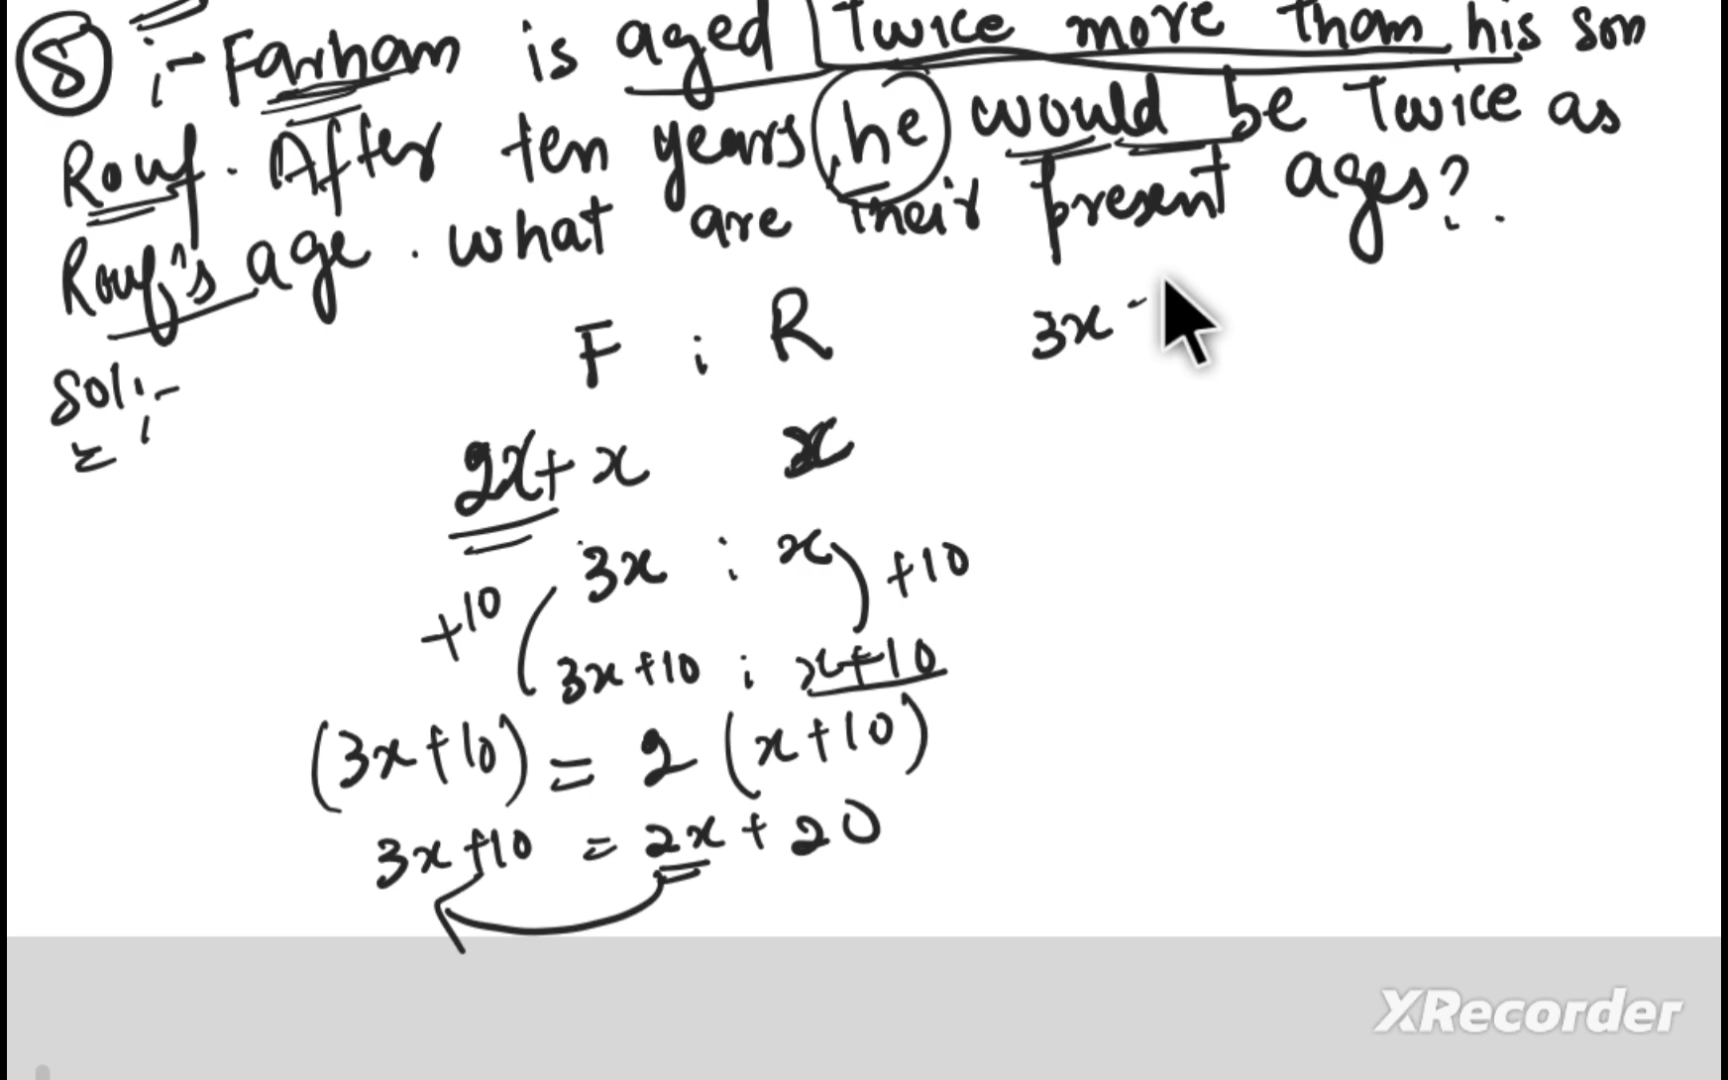 8 :- Farham is aged twice more than his son
Rouf. After ten years, he would be twice as
Rouf's age. what are their present ages?
Sol:-
F : R
3x -
2x + x x
3x : x
+10 +10
3x+10 : x+10
(3x+10) = 2 (x+10)
3x+10 = 2x + 20
XRecorder